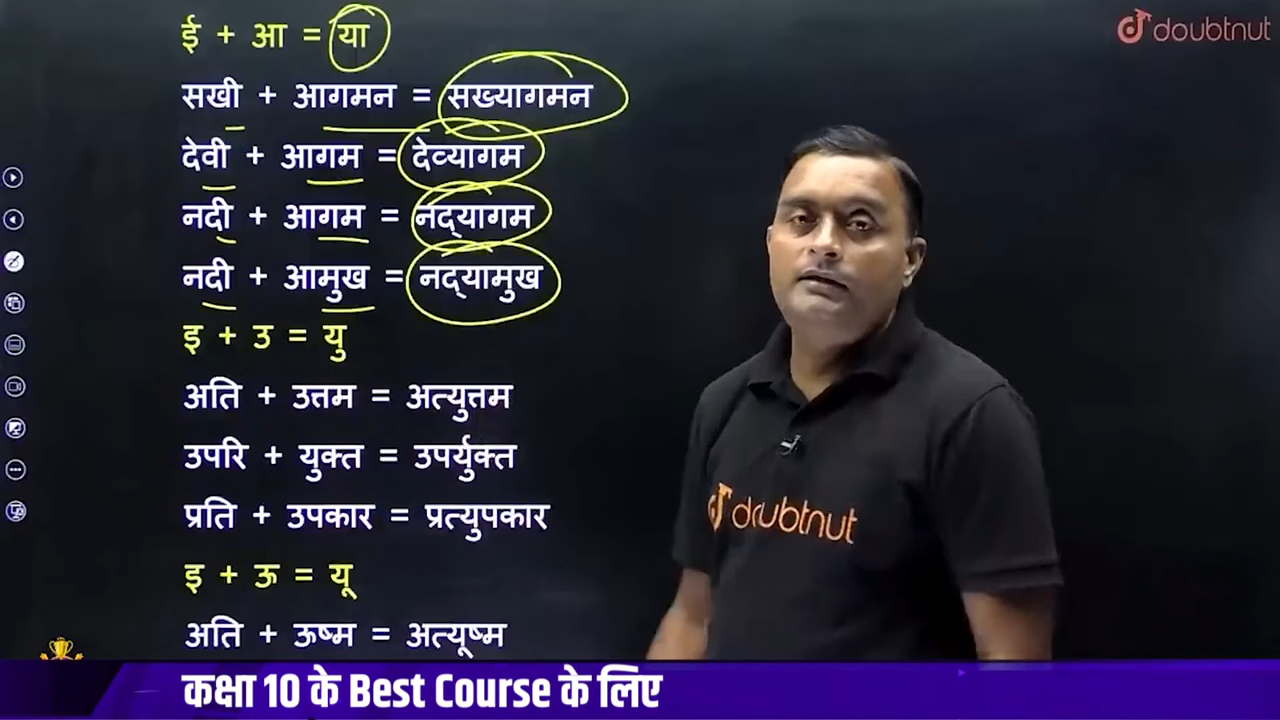 ई + आ = या
doubtnut
सखी + आगमन = सख्यागमन
देवी + आगम = देव्यागम
नदी + आगम = नद्यागम
नदी + आमुख = नद्यामुख
इ + उ = यु
अति + उत्तम = अत्युत्तम
उपरि + युक्त = उपर्युक्त
प्रति + उपकार = प्रत्युपकार
doubtnut
इ + ऊ = यू
अति + ऊष्म = अत्यूष्म
कक्षा 10 के Best Course के लिए